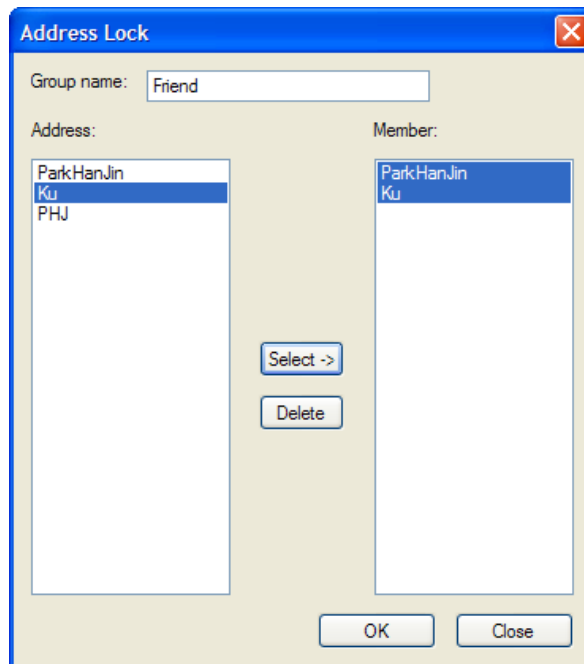 Address Lock
Group name: Friend
Address: Member:
ParkHanJin
Ku
PHJ
ParkHanJin
Ku
Select ->
Delete
OK Close